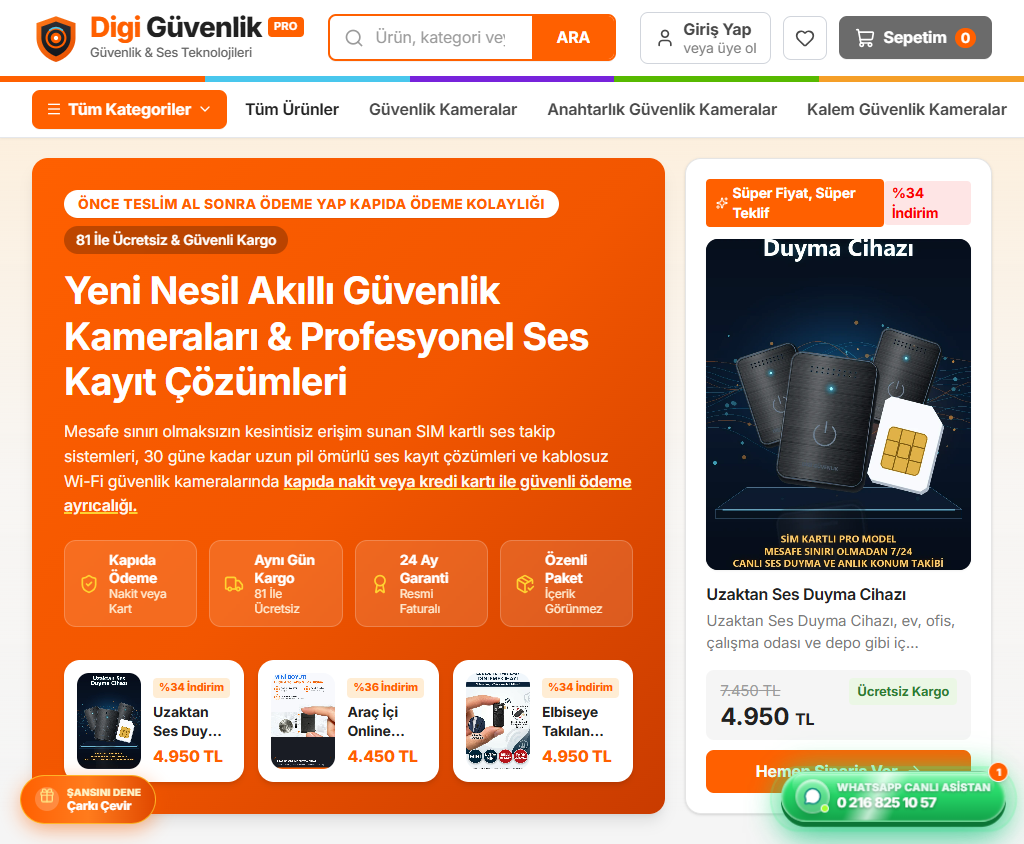 Digi Güvenlik PRO
Güvenlik & Ses Teknolojileri
Ürün, kategori vey
ARA
Giriş Yap
veya üye ol
Sepetim 0
Tüm Kategoriler
Tüm Ürünler
Güvenlik Kameralar
Anahtarlık Güvenlik Kameralar
Kalem Güvenlik Kameralar
ÖNCE TESLİM AL SONRA ÖDEME YAP KAPIDA ÖDEME KOLAYLIĞI
81 İle Ücretsiz & Güvenli Kargo
Yeni Nesil Akıllı Güvenlik
Kameraları & Profesyonel Ses
Kayıt Çözümleri
Mesafe sınırı olmaksızın kesintisiz erişim sunan SIM kartlı ses takip
sistemleri, 30 güne kadar uzun pil ömürlü ses kayıt çözümleri ve kablosuz
Wi-Fi güvenlik kameralarında kapıda nakit veya kredi kartı ile güvenli ödeme
ayrıcalığı.
Kapıda
Ödeme
Nakit veya
Kart
Aynı Gün
Kargo
81 İle
Ücretsiz
24 Ay
Garanti
Resmi
Faturalı
Özenli
Paket
İçerik
Görünmez
Duyma Cihazı
%34 İndirim
Uzaktan
Ses Duy...
4.950 TL
MİNİ BOYUT!
%36 İndirim
Araç İçi
Online...
4.450 TL
%34 İndirim
Elbiseye
Takılan...
4.950 TL
ŞANSINI DENE
Çarkı Çevir
Süper Fiyat, Süper
Teklif
%34
İndirim
Duyma Cihazı
SİM KARTLI PRO MODEL
MESAFE SINIRI OLMADAN 7/24
CANLI SES DUYMA VE ANLIK KONUM TAKİBİ
Uzaktan Ses Duyma Cihazı
Uzaktan Ses Duyma Cihazı, ev, ofis,
çalışma odası ve depo gibi iç...
7.450 TL
Ücretsiz Kargo
4.950 TL
Hemen Sipariş Ver
1
WHATSAPP CANLI ASİSTAN
0 216 825 10 57